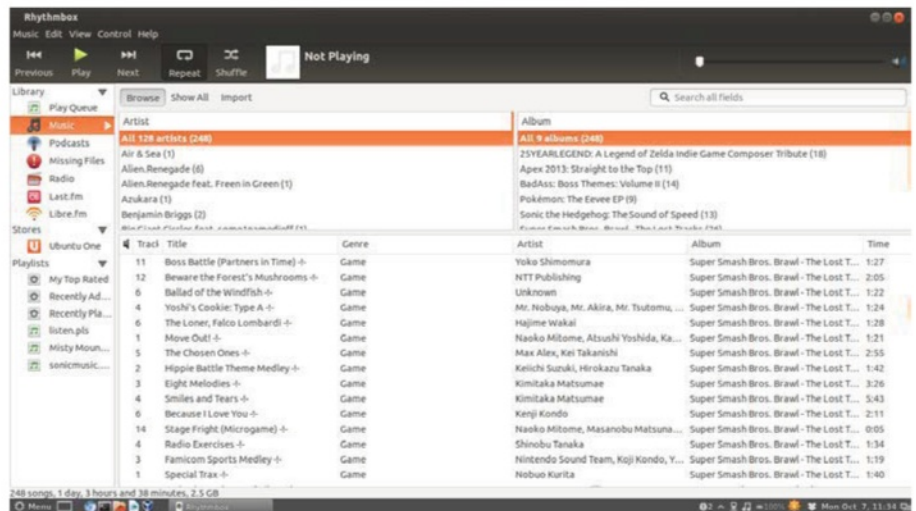 Rhythmbox
Music Edit View Control Help
Previous Play Next Repeat Shuffle Not Playing
Library
Play Queue
Music
Podcasts
Missing Files
Radio
Last.fm
Libre.fm
Stores
Ubuntu One
Playlists
My Top Rated
Recently Ad...
Recently Pla...
listen.pls
Misty Moun...
sonicmusic....
Browse Show All Import Search all fields
Artist
All 128 artists (248)
Air & Sea (1)
Alien.Renegade (6)
Alien.Renegade feat. Freen in Green (1)
Azukara (1)
Benjamin Briggs (2)
Album
All 9 albums (248)
25YEARLEGEND: A Legend of Zelda Indie Game Composer Tribute (18)
Apex 2013: Straight to the Top (11)
BadAss: Boss Themes: Volume II (14)
Pokémon: The Eevee EP (9)
Sonic the Hedgehog: The Sound of Speed (13)
Super Smash Bros. Brawl - The Lost Tracks
Track Title Genre Artist Album Time
11 Boss Battle (Partners in Time) -!- Game Yoko Shimomura Super Smash Bros. Brawl - The Lost T... 1:27
12 Beware the Forest's Mushrooms -!- Game NTT Publishing Super Smash Bros. Brawl - The Lost T... 2:05
6 Ballad of the Windfish -!- Game Unknown Super Smash Bros. Brawl - The Lost T... 1:22
4 Yoshi's Cookie: Type A -!- Game Mr. Nobuya, Mr. Akira, Mr. Tsutomu, ... Super Smash Bros. Brawl - The Lost T... 1:24
6 The Loner, Falco Lombardi -!- Game Hajime Wakai Super Smash Bros. Brawl - The Lost T... 1:28
1 Move Out! -!- Game Naoko Mitome, Atsushi Yoshida, Ka... Super Smash Bros. Brawl - The Lost T... 1:21
5 The Chosen Ones -!- Game Max Alex, Kei Takanishi Super Smash Bros. Brawl - The Lost T... 2:55
2 Hippie Battle Theme Medley -!- Game Keiichi Suzuki, Hirokazu Tanaka Super Smash Bros. Brawl - The Lost T... 1:42
3 Eight Melodies -!- Game Kimitaka Matsumae Super Smash Bros. Brawl - The Lost T... 3:26
4 Smiles and Tears -!- Game Kimitaka Matsumae Super Smash Bros. Brawl - The Lost T... 5:43
6 Because I Love You -!- Game Kenji Kondo Super Smash Bros. Brawl - The Lost T... 2:11
14 Stage Fright (Microgame) -!- Game Naoko Mitome, Masanobu Matsuna... Super Smash Bros. Brawl - The Lost T... 0:05
4 Radio Exercises -!- Game Shinobu Tanaka Super Smash Bros. Brawl - The Lost T... 1:34
3 Famicom Sports Medley -!- Game Nintendo Sound Team, Koji Kondo, Y... Super Smash Bros. Brawl - The Lost T... 1:19
1 Special Trax -!- Game Nobuo Kurita Super Smash Bros. Brawl - The Lost T... 1:40
248 songs, 1 day, 3 hours and 38 minutes, 2.5 GB
Menu Rhythmbox 100% Mon Oct 7, 11:34